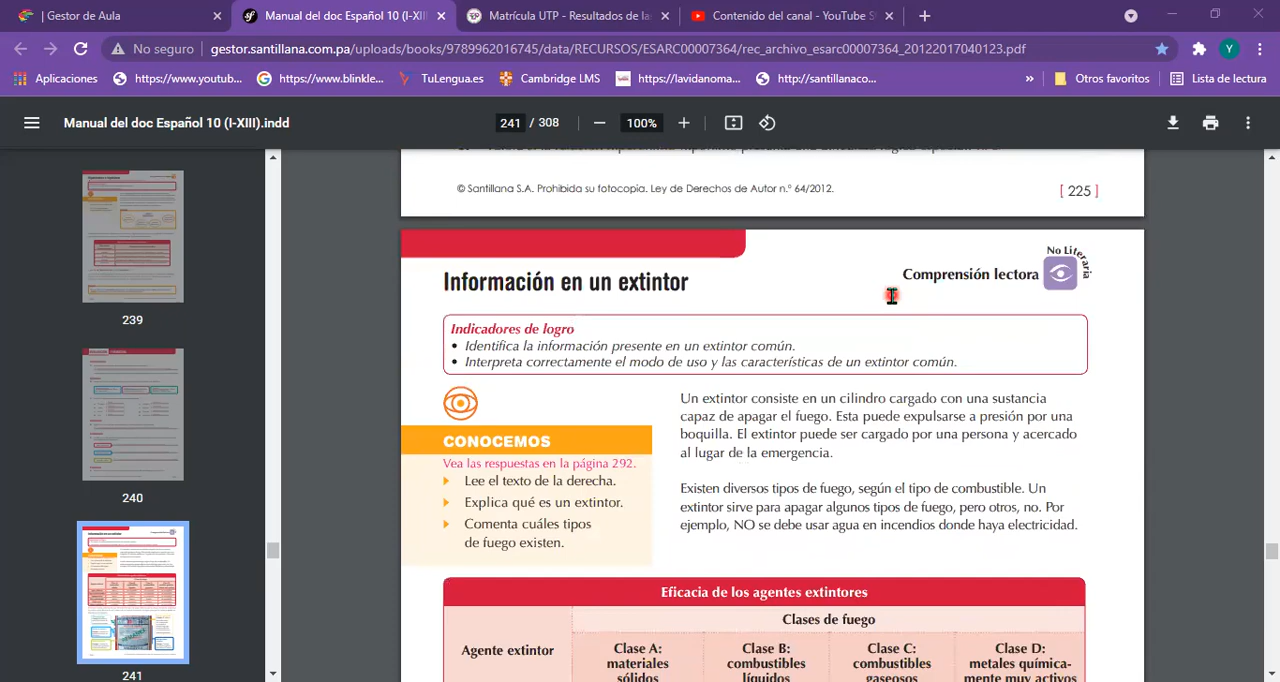 | Gestor de Aula
Manual del doc Español 10 (I-XIII
Matrícula UTP - Resultados de la
Contenido del canal - YouTube S
No seguro
gestor.santillana.com.pa/uploads/books/9789962016745/data/RECURSOS/ESARC00007364/rec_archivo_esarc00007364_20122017040123.pdf
Y
Aplicaciones
https://www.youtub...
https://www.blinkle...
TuLengua.es
Cambridge LMS
https://lavidanoma...
http://santillanaco...
»
Otros favoritos
Lista de lectura
Manual del doc Español 10 (I-XIII).indd
241 / 308
100%
239
240
241
© Santillana S.A. Prohibida su fotocopia. Ley de Derechos de Autor n.º 64/2012.
[ 225 ]
Información en un extintor
Comprensión lectora
No Literaria
Indicadores de logro
• Identifica la información presente en un extintor común.
• Interpreta correctamente el modo de uso y las características de un extintor común.
CONOCEMOS
Vea las respuestas en la página 292.
Lee el texto de la derecha.
Explica qué es un extintor.
Comenta cuáles tipos
de fuego existen.
Un extintor consiste en un cilindro cargado con una sustancia
capaz de apagar el fuego. Esta puede expulsarse a presión por una
boquilla. El extintor puede ser cargado por una persona y acercado
al lugar de la emergencia.
Existen diversos tipos de fuego, según el tipo de combustible. Un
extintor sirve para apagar algunos tipos de fuego, pero otros, no. Por
ejemplo, NO se debe usar agua en incendios donde haya electricidad.
Eficacia de los agentes extintores
Clases de fuego
Agente extintor
Clase A:
materiales
sólidos
Clase B:
combustibles
líquidos
Clase C:
combustibles
gaseosos
Clase D:
metales química-
mente muy activos